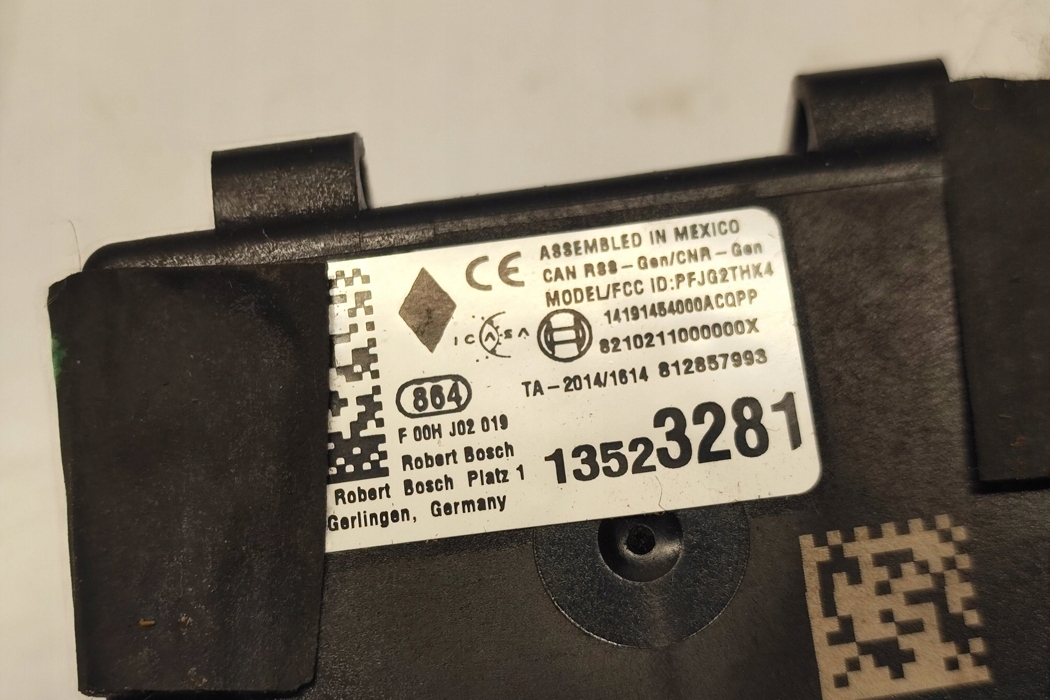 ASSEMBLED IN MEXICO
CE
CAN RSS-Gen/CNR-Gen
MODEL/FCC ID:PFJG2THK4
14191454000ACQPP
ICASA
8210211000000X
TA-2014/1614 812857993
864
F 00H J02 019
Robert Bosch
13523281
Robert Bosch Platz 1
Gerlingen, Germany